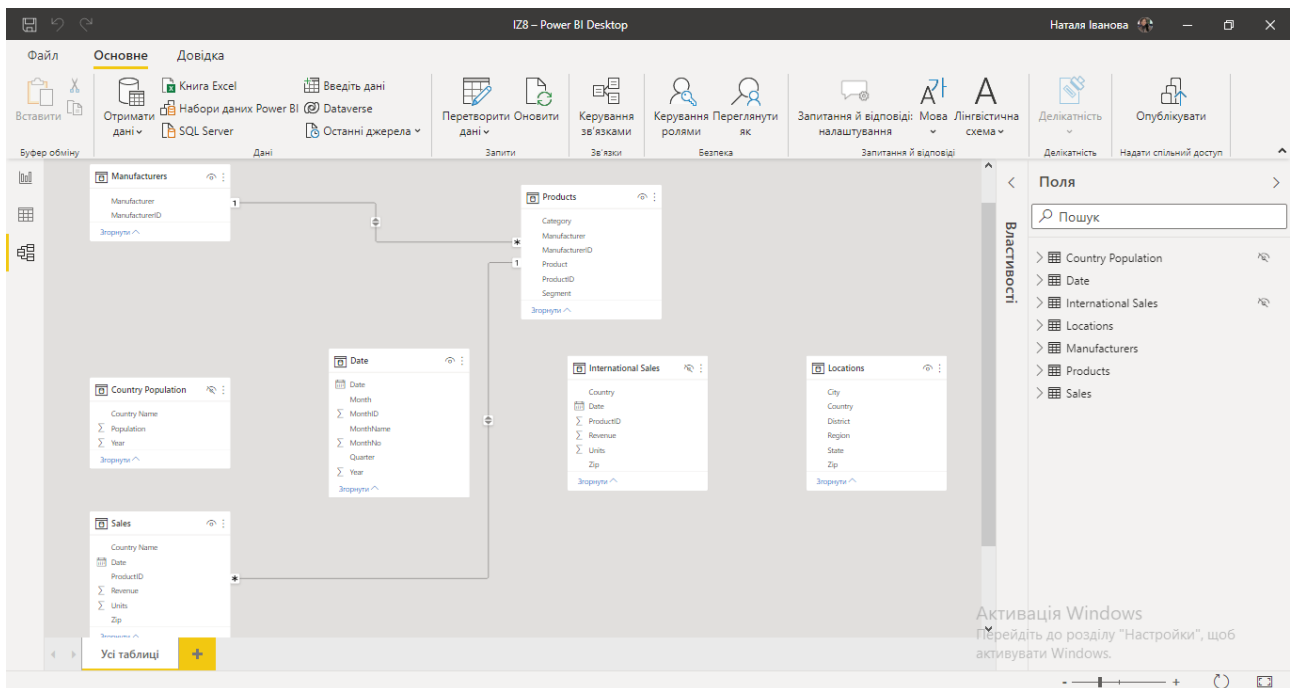 IZ8 – Power BI Desktop
Наталя Іванова
Файл
Основне
Довідка
Вставити
Буфер обміну
Отримати дані
Книга Excel
Набори даних Power BI
SQL Server
Введіть дані
Dataverse
Останні джерела
Дані
Перетворити дані
Оновити
Запити
Керування зв'язками
Зв'язки
Керування ролями
Переглянути як
Безпека
Запитання й відповіді: налаштування
Мова
Лінгвістична схема
Запитання й відповіді
Делікатність
Делікатність
Опублікувати
Надати спільний доступ
Manufacturers
Manufacturer
ManufacturerID
Згорнути
1
Products
Category
Manufacturer
ManufacturerID
Product
ProductID
Segment
Згорнути
*
1
Country Population
Country Name
Population
Year
Згорнути
Date
Date
Month
MonthID
MonthName
MonthNo
Quarter
Year
Згорнути
International Sales
Country
Date
ProductID
Revenue
Units
Zip
Згорнути
Locations
City
Country
District
Region
State
Zip
Згорнути
Sales
Country Name
Date
ProductID
Revenue
Units
Zip
Згорнути
*
Властивості
Поля
Пошук
Country Population
Date
International Sales
Locations
Manufacturers
Products
Sales
Активація Windows
Перейдіть до розділу "Настройки", щоб
активувати Windows.
Усі таблиці